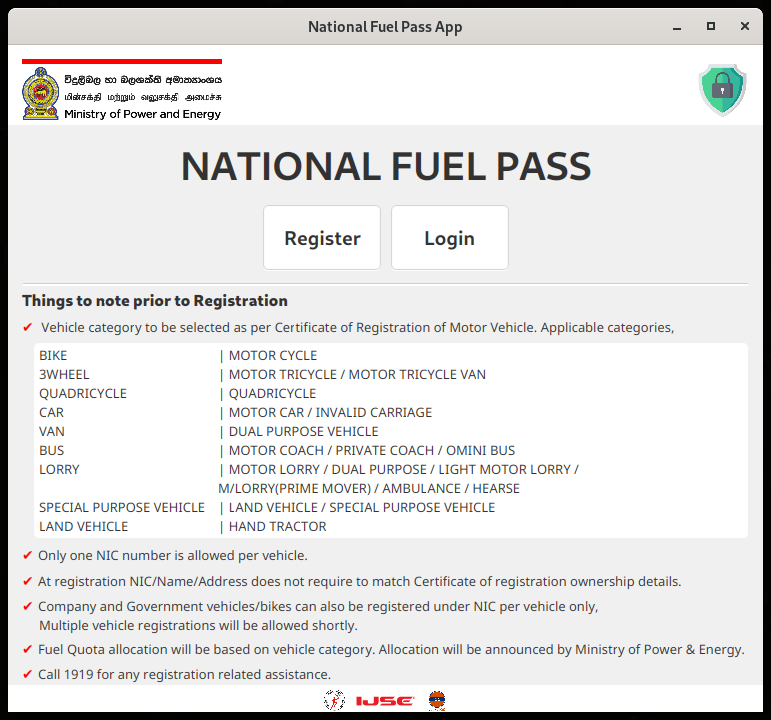 National Fuel Pass App
විදුලිබල හා බලශක්ති අමාත්‍යාංශය
மின்சக்தி மற்றும் வலுசக்தி அமைச்சு
Ministry of Power and Energy
NATIONAL FUEL PASS
Register Login
Things to note prior to Registration
✔ Vehicle category to be selected as per Certificate of Registration of Motor Vehicle. Applicable categories,
BIKE | MOTOR CYCLE
3WHEEL | MOTOR TRICYCLE / MOTOR TRICYCLE VAN
QUADRICYCLE | QUADRICYCLE
CAR | MOTOR CAR / INVALID CARRIAGE
VAN | DUAL PURPOSE VEHICLE
BUS | MOTOR COACH / PRIVATE COACH / OMINI BUS
LORRY | MOTOR LORRY / DUAL PURPOSE / LIGHT MOTOR LORRY /
M/LORRY(PRIME MOVER) / AMBULANCE / HEARSE
SPECIAL PURPOSE VEHICLE | LAND VEHICLE / SPECIAL PURPOSE VEHICLE
LAND VEHICLE | HAND TRACTOR
✔ Only one NIC number is allowed per vehicle.
✔ At registration NIC/Name/Address does not require to match Certificate of registration ownership details.
✔ Company and Government vehicles/bikes can also be registered under NIC per vehicle only,
Multiple vehicle registrations will be allowed shortly.
✔ Fuel Quota allocation will be based on vehicle category. Allocation will be announced by Ministry of Power & Energy.
✔ Call 1919 for any registration related assistance.
IJSE